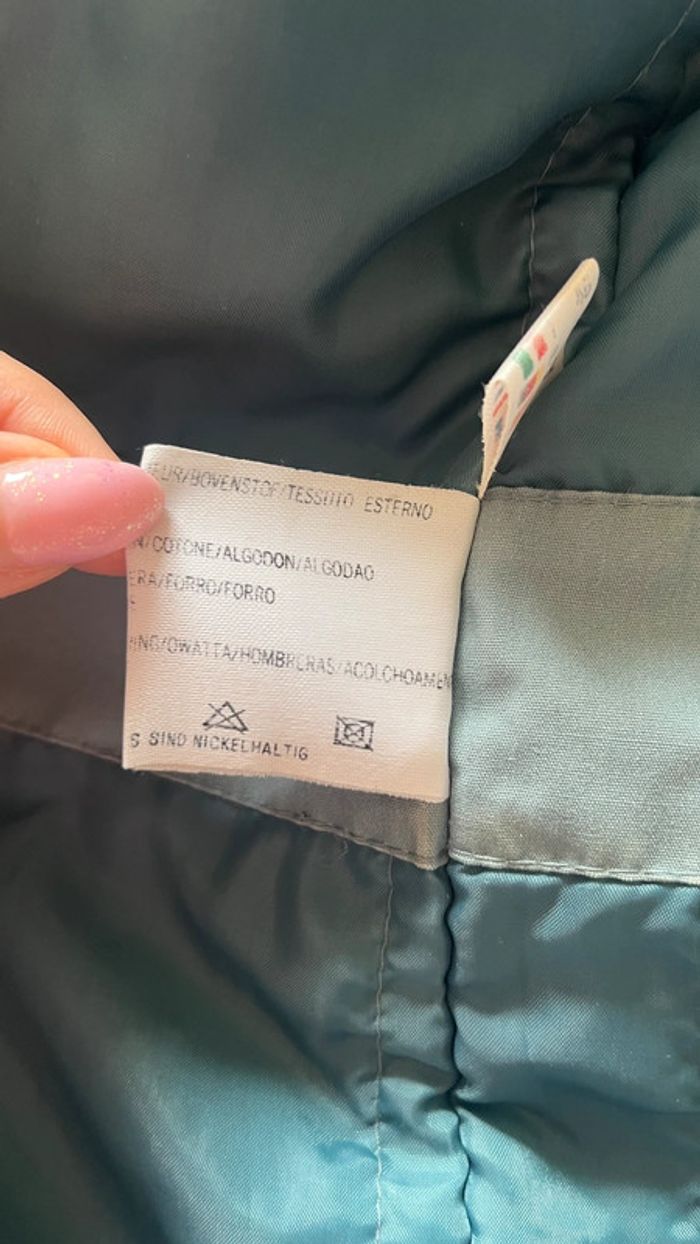 EUR/BOVENSTOF/TESSUTO ESTERNO
N/COTONE/ALGODON/ALGODAO
ERA/FORRO/FORRO
ING/OWATTA/HOMBRERAS/ACOLCHOAMEN
S SIND NICKELHALTIG